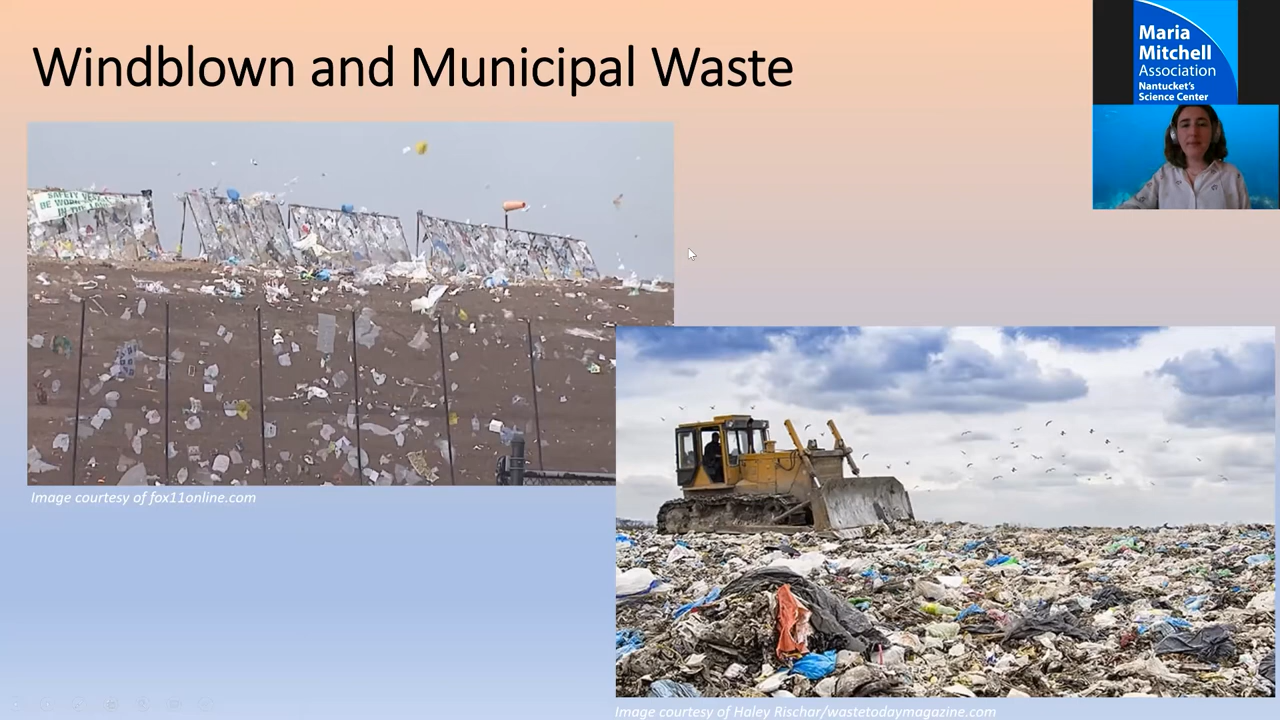 Windblown and Municipal Waste
Maria
Mitchell
Association
Nantucket's
Science Center
Image courtesy of fox11online.com
Image courtesy of Haley Rischar/wastetodaymagazine.com